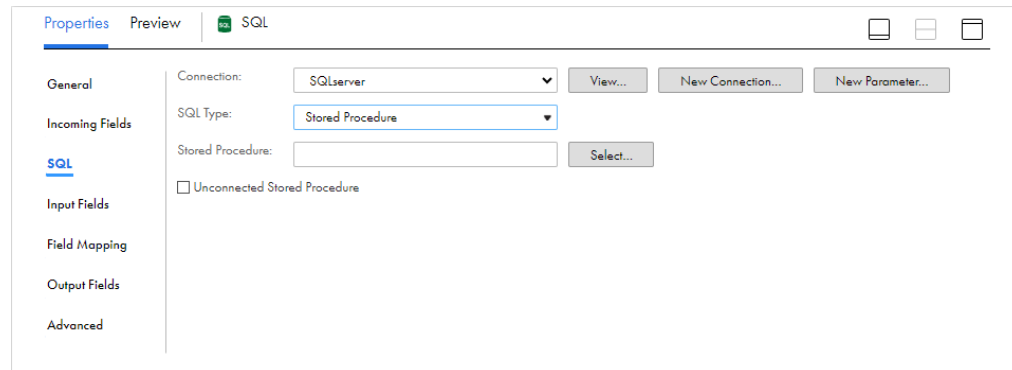 Properties Preview SQL SQL
General
Incoming Fields
SQL
Input Fields
Field Mapping
Output Fields
Advanced
Connection: SQLserver View... New Connection... New Parameter...
SQL Type: Stored Procedure
Stored Procedure: Select...
Unconnected Stored Procedure